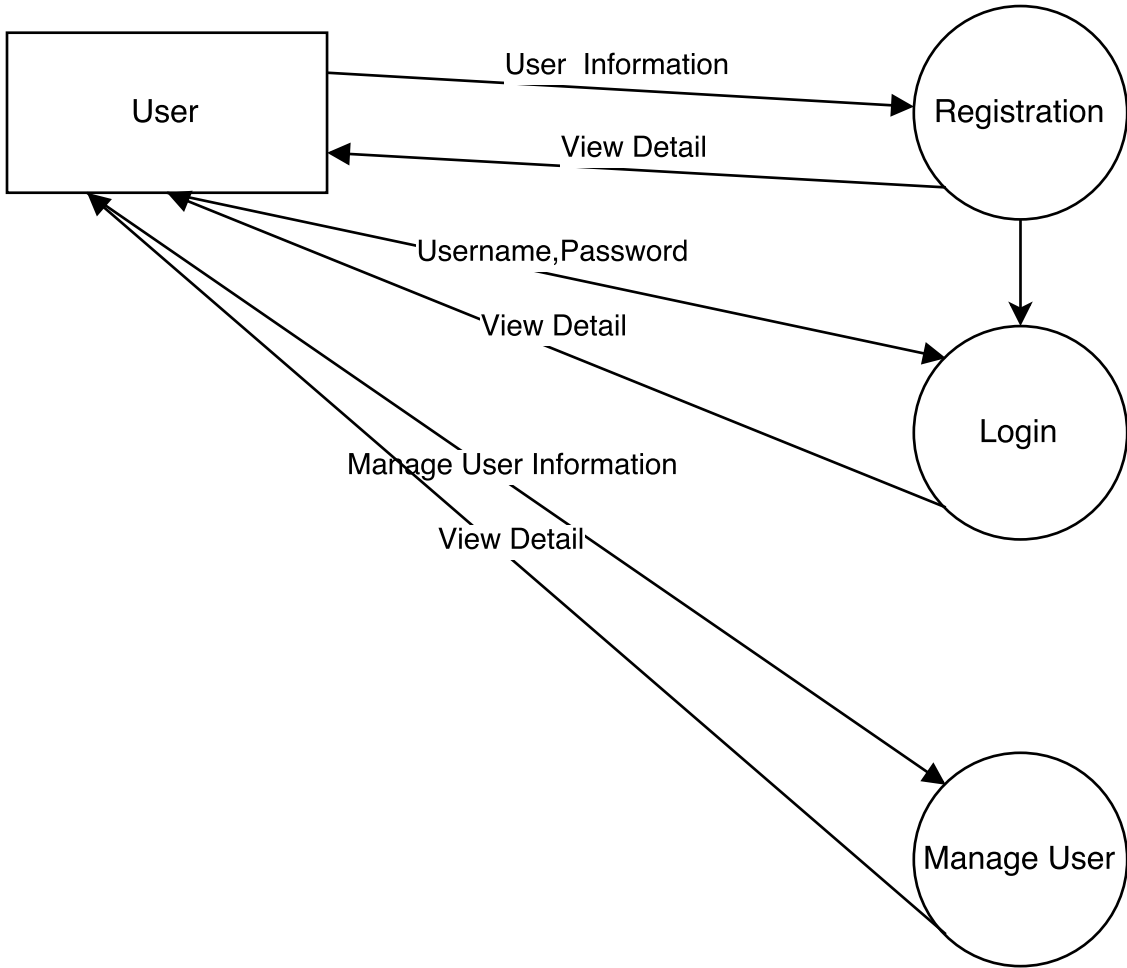 User
User  Information
Registration
View Detail
Username,Password
View Detail
Login
Manage User Information
View Detail
Manage User